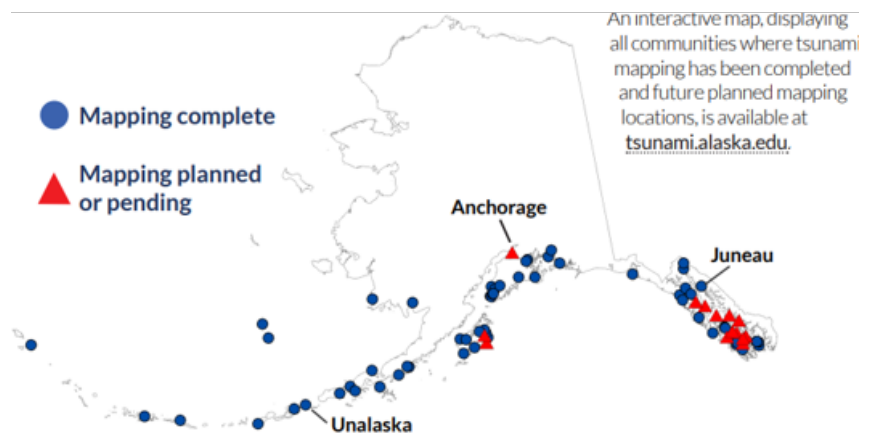 An interactive map, displaying
all communities where tsunami
mapping has been completed
and future planned mapping
locations, is available at
tsunami.alaska.edu.
Mapping complete
Mapping planned
or pending
Anchorage
Juneau
Unalaska